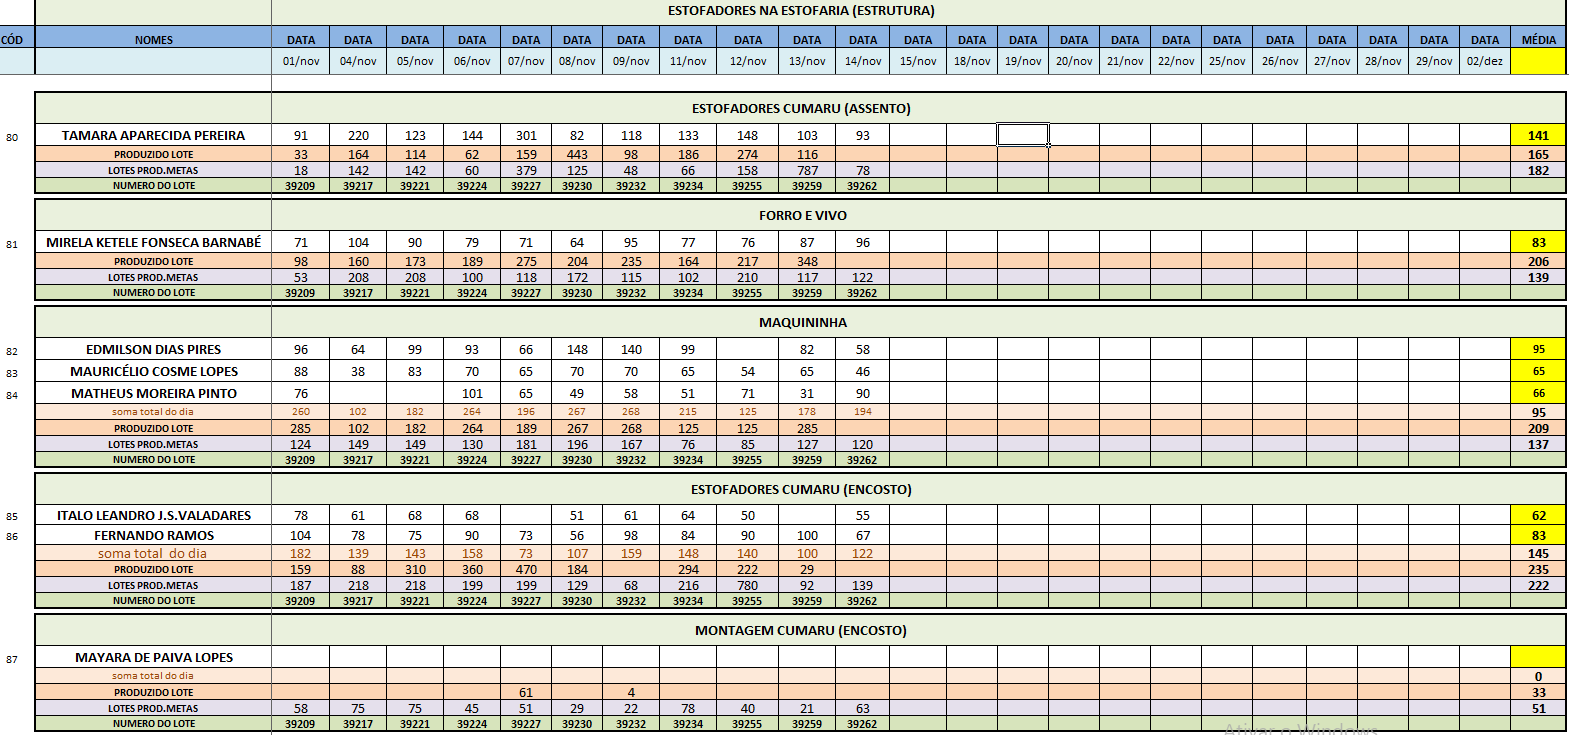 ESTOFADORES NA ESTOFARIA (ESTRUTURA)
CÓD NOMES DATA DATA DATA DATA DATA DATA DATA DATA DATA DATA DATA DATA DATA DATA DATA DATA DATA DATA DATA DATA DATA DATA DATA MÉDIA
01/nov 04/nov 05/nov 06/nov 07/nov 08/nov 09/nov 11/nov 12/nov 13/nov 14/nov 15/nov 18/nov 19/nov 20/nov 21/nov 22/nov 25/nov 26/nov 27/nov 28/nov 29/nov 02/dez
ESTOFADORES CUMARU (ASSENTO)
80 TAMARA APARECIDA PEREIRA 91 220 123 144 301 82 118 133 148 103 93 141
PRODUZIDO LOTE 33 164 114 62 159 443 98 186 274 116 165
LOTES PROD.METAS 18 142 142 60 379 125 48 66 158 787 78 182
NUMERO DO LOTE 39209 39217 39221 39224 39227 39230 39232 39234 39255 39259 39262
FORRO E VIVO
81 MIRELA KETELE FONSECA BARNABÉ 71 104 90 79 71 64 95 77 76 87 96 83
PRODUZIDO LOTE 98 160 173 189 275 204 235 164 217 348 206
LOTES PROD.METAS 53 208 208 100 118 172 115 102 210 117 122 139
NUMERO DO LOTE 39209 39217 39221 39224 39227 39230 39232 39234 39255 39259 39262
MAQUININHA
82 EDMILSON DIAS PIRES 96 64 99 93 66 148 140 99 82 58 95
83 MAURICÉLIO COSME LOPES 88 38 83 70 65 70 70 65 54 65 46 65
84 MATHEUS MOREIRA PINTO 76 101 65 49 58 51 71 31 90 66
soma total do dia 260 102 182 264 196 267 268 215 125 178 194 95
PRODUZIDO LOTE 285 102 182 264 189 267 268 125 125 285 209
LOTES PROD.METAS 124 149 149 130 181 196 167 76 85 127 120 137
NUMERO DO LOTE 39209 39217 39221 39224 39227 39230 39232 39234 39255 39259 39262
ESTOFADORES CUMARU (ENCOSTO)
85 ITALO LEANDRO J.S.VALADARES 78 61 68 68 51 61 64 50 55 62
86 FERNANDO RAMOS 104 78 75 90 73 56 98 84 90 100 67 83
soma total do dia 182 139 143 158 73 107 159 148 140 100 122 145
PRODUZIDO LOTE 159 88 310 360 470 184 294 222 29 235
LOTES PROD.METAS 187 218 218 199 199 129 68 216 780 92 139 222
NUMERO DO LOTE 39209 39217 39221 39224 39227 39230 39232 39234 39255 39259 39262
MONTAGEM CUMARU (ENCOSTO)
87 MAYARA DE PAIVA LOPES
soma total do dia 0
PRODUZIDO LOTE 61 4 33
LOTES PROD.METAS 58 75 75 45 51 29 22 78 40 21 63 51
NUMERO DO LOTE 39209 39217 39221 39224 39227 39230 39232 39234 39255 39259 39262
Ativar o Windows